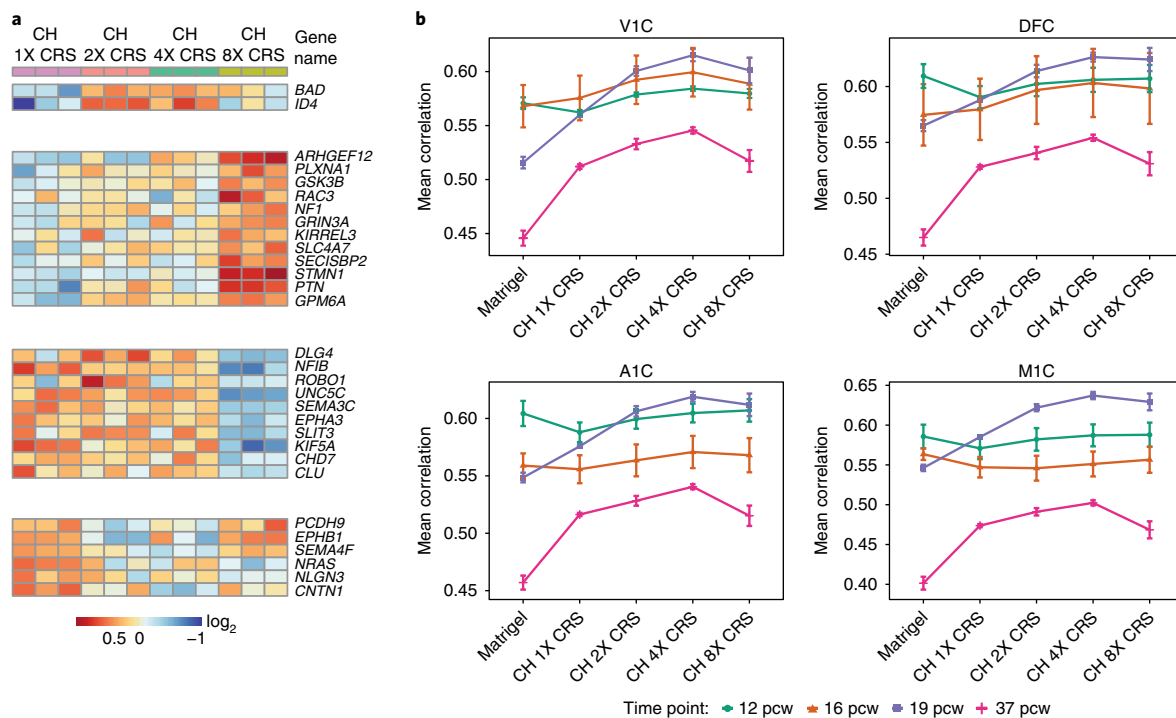 a
CH CH CH CH
1X CRS 2X CRS 4X CRS 8X CRS
Gene name
BAD
ID4
ARHGEF12
PLXNA1
GSK3B
RAC3
NF1
GRIN3A
KIRREL3
SLC4A7
SECISBP2
STMN1
PTN
GPM6A
DLG4
NFIB
ROBO1
UNC5C
SEMA3C
EPHA3
SLIT3
KIF5A
CHD7
CLU
PCDH9
EPHB1
SEMA4F
NRAS
NLGN3
CNTN1
0.5 0 −1 log2
b
V1C
Mean correlation
0.60
0.55
0.50
0.45
Matrigel
CH 1X CRS
CH 2X CRS
CH 4X CRS
CH 8X CRS
DFC
Mean correlation
0.60
0.55
0.50
0.45
Matrigel
CH 1X CRS
CH 2X CRS
CH 4X CRS
CH 8X CRS
A1C
Mean correlation
0.60
0.55
0.50
0.45
Matrigel
CH 1X CRS
CH 2X CRS
CH 4X CRS
CH 8X CRS
M1C
Mean correlation
0.65
0.60
0.55
0.50
0.45
0.40
Matrigel
CH 1X CRS
CH 2X CRS
CH 4X CRS
CH 8X CRS
Time point: 12 pcw 16 pcw 19 pcw 37 pcw